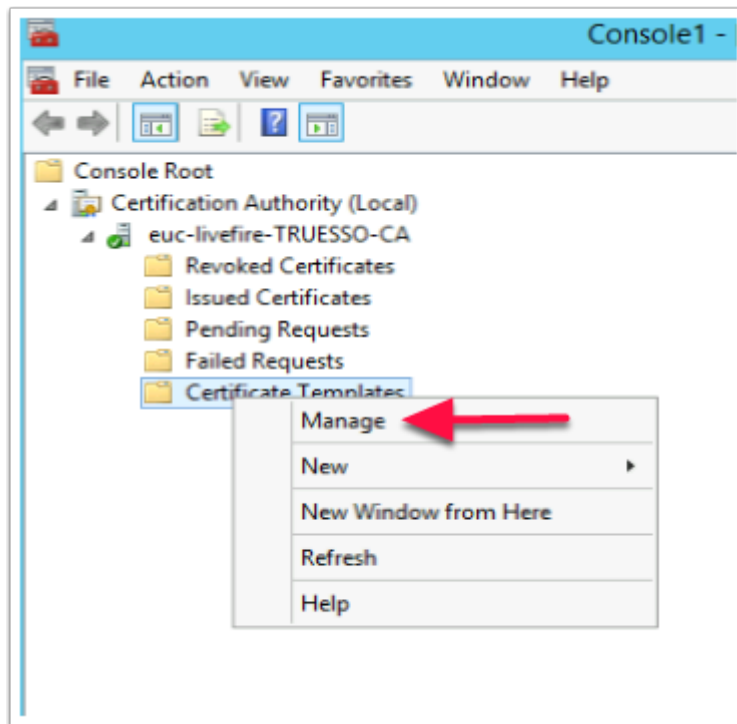 Console1 -
File Action View Favorites Window Help
Console Root
Certification Authority (Local)
euc-livefire-TRUESSO-CA
Revoked Certificates
Issued Certificates
Pending Requests
Failed Requests
Certificate Templates
Manage
New
New Window from Here
Refresh
Help